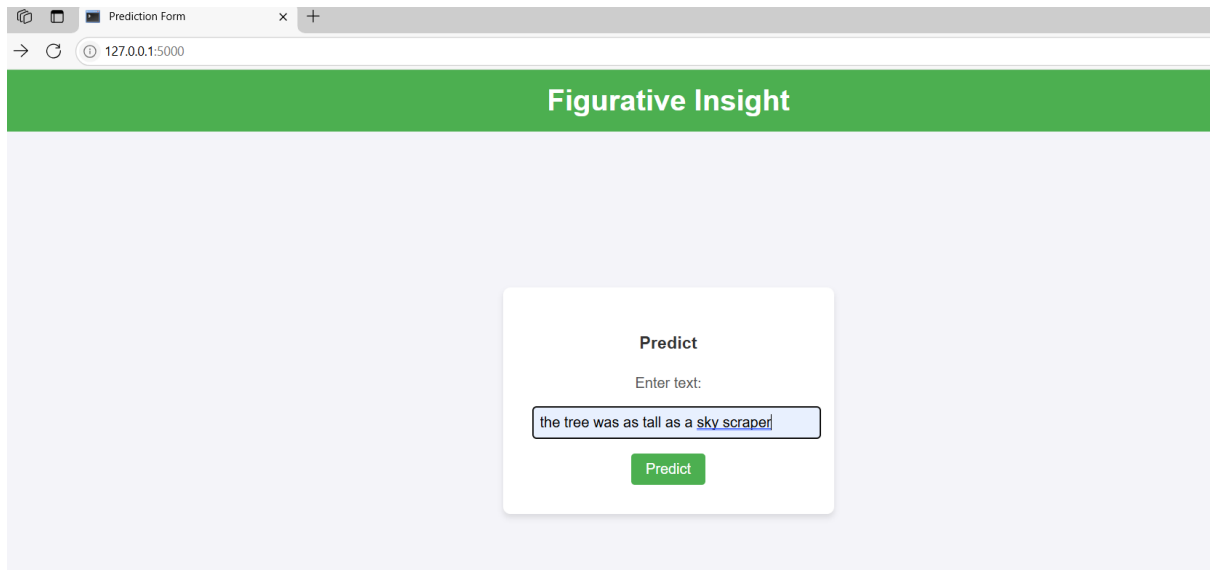 Prediction Form
127.0.0.1:5000
Figurative Insight
Predict
Enter text:
the tree was as tall as a sky scraper
Predict